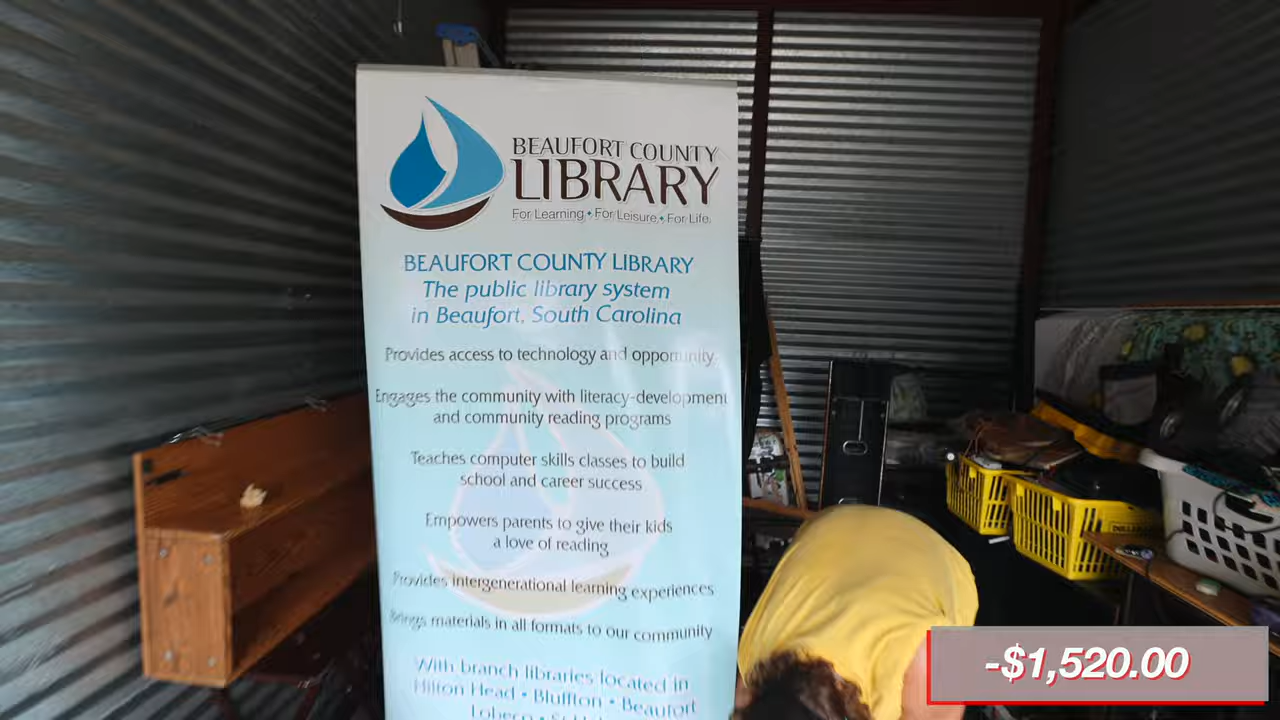 BEAUFORT COUNTY
LIBRARY
For Learning • For Leisure • For Life
BEAUFORT COUNTY LIBRARY
The public library system
in Beaufort, South Carolina
Provides access to technology and opportunity
Engages the community with literacy-development
and community reading programs
Teaches computer skills classes to build
school and career success
Empowers parents to give their kids
a love of reading
Provides intergenerational learning experiences
Brings materials in all formats to our community
With branch libraries located in
Hilton Head • Bluffton • Beaufort
Lobeco •
-$1,520.00